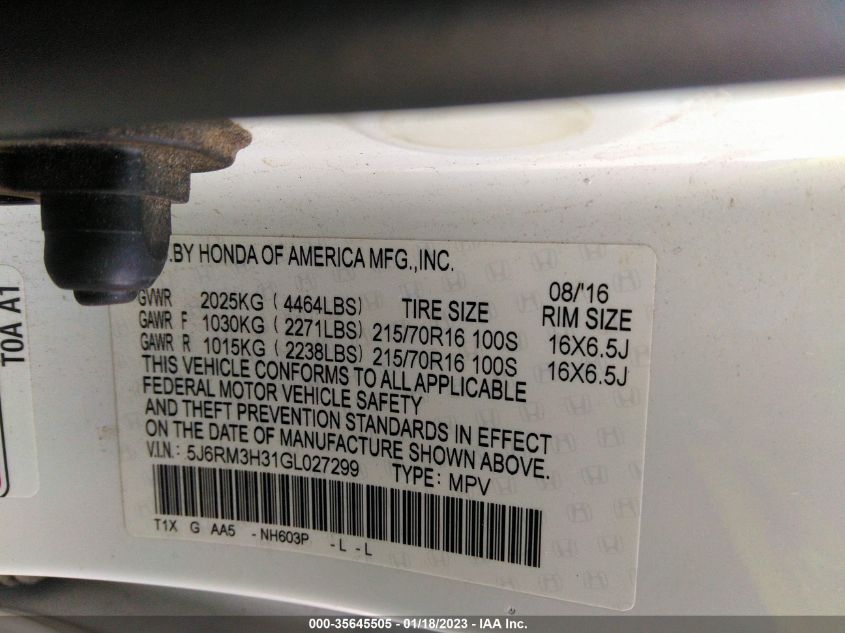 .BY HONDA OF AMERICA MFG.,INC.
08/'16
GVWR 2025KG (4464LBS) TIRE SIZE RIM SIZE
GAWR F 1030KG (2271LBS) 215/70R16 100S 16X6.5J
GAWR R 1015KG (2238LBS) 215/70R16 100S 16X6.5J
THIS VEHICLE CONFORMS TO ALL APPLICABLE
FEDERAL MOTOR VEHICLE SAFETY
AND THEFT PREVENTION STANDARDS IN EFFECT
ON THE DATE OF MANUFACTURE SHOWN ABOVE.
V.I.N.: 5J6RM3H31GL027299 TYPE: MPV
T1X G AA5 -NH603P -L -L
T0A A1
000-35645505 - 01/18/2023 - IAA Inc.